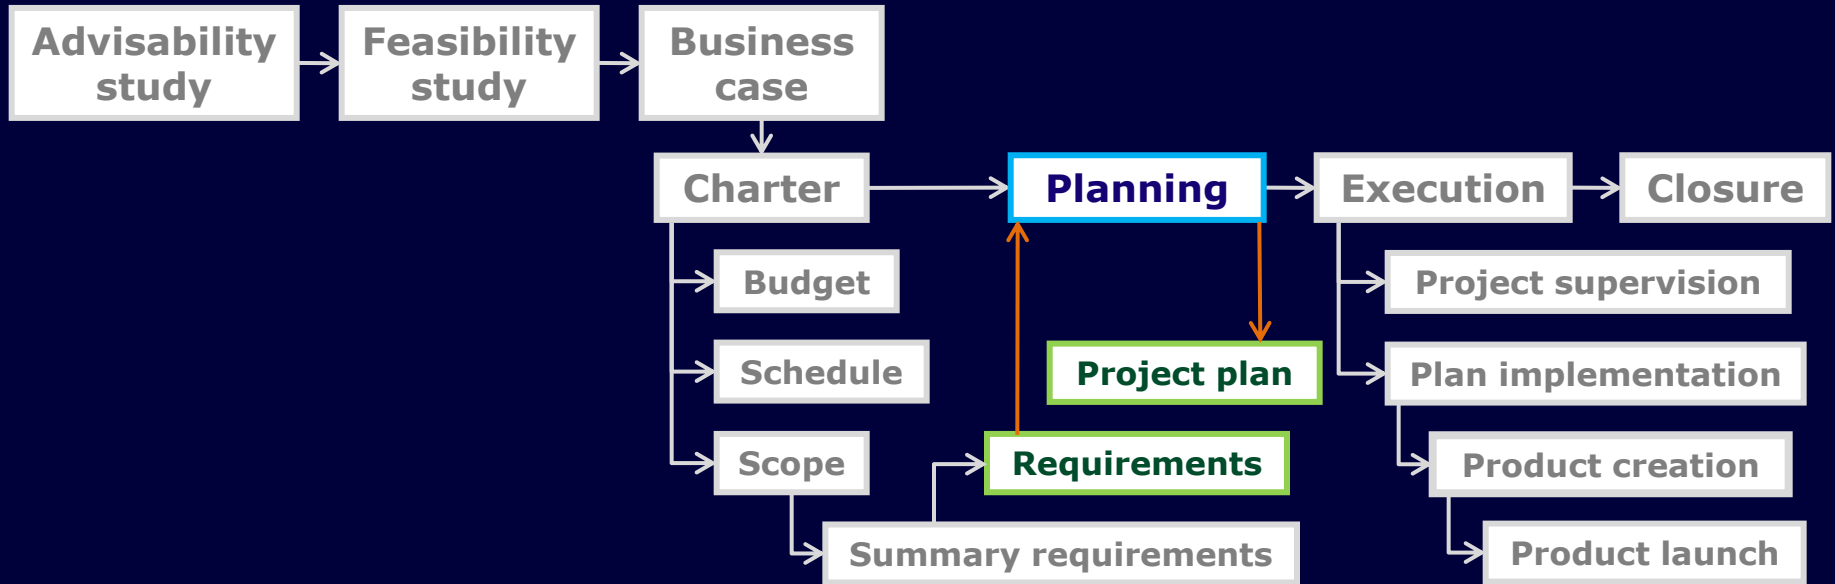 Advisability
study
Feasibility
study
Business
case
Charter
Planning
Execution
Closure
Budget
Project supervision
Schedule
Project plan
Plan implementation
Scope
Requirements
Product creation
Summary requirements
Product launch